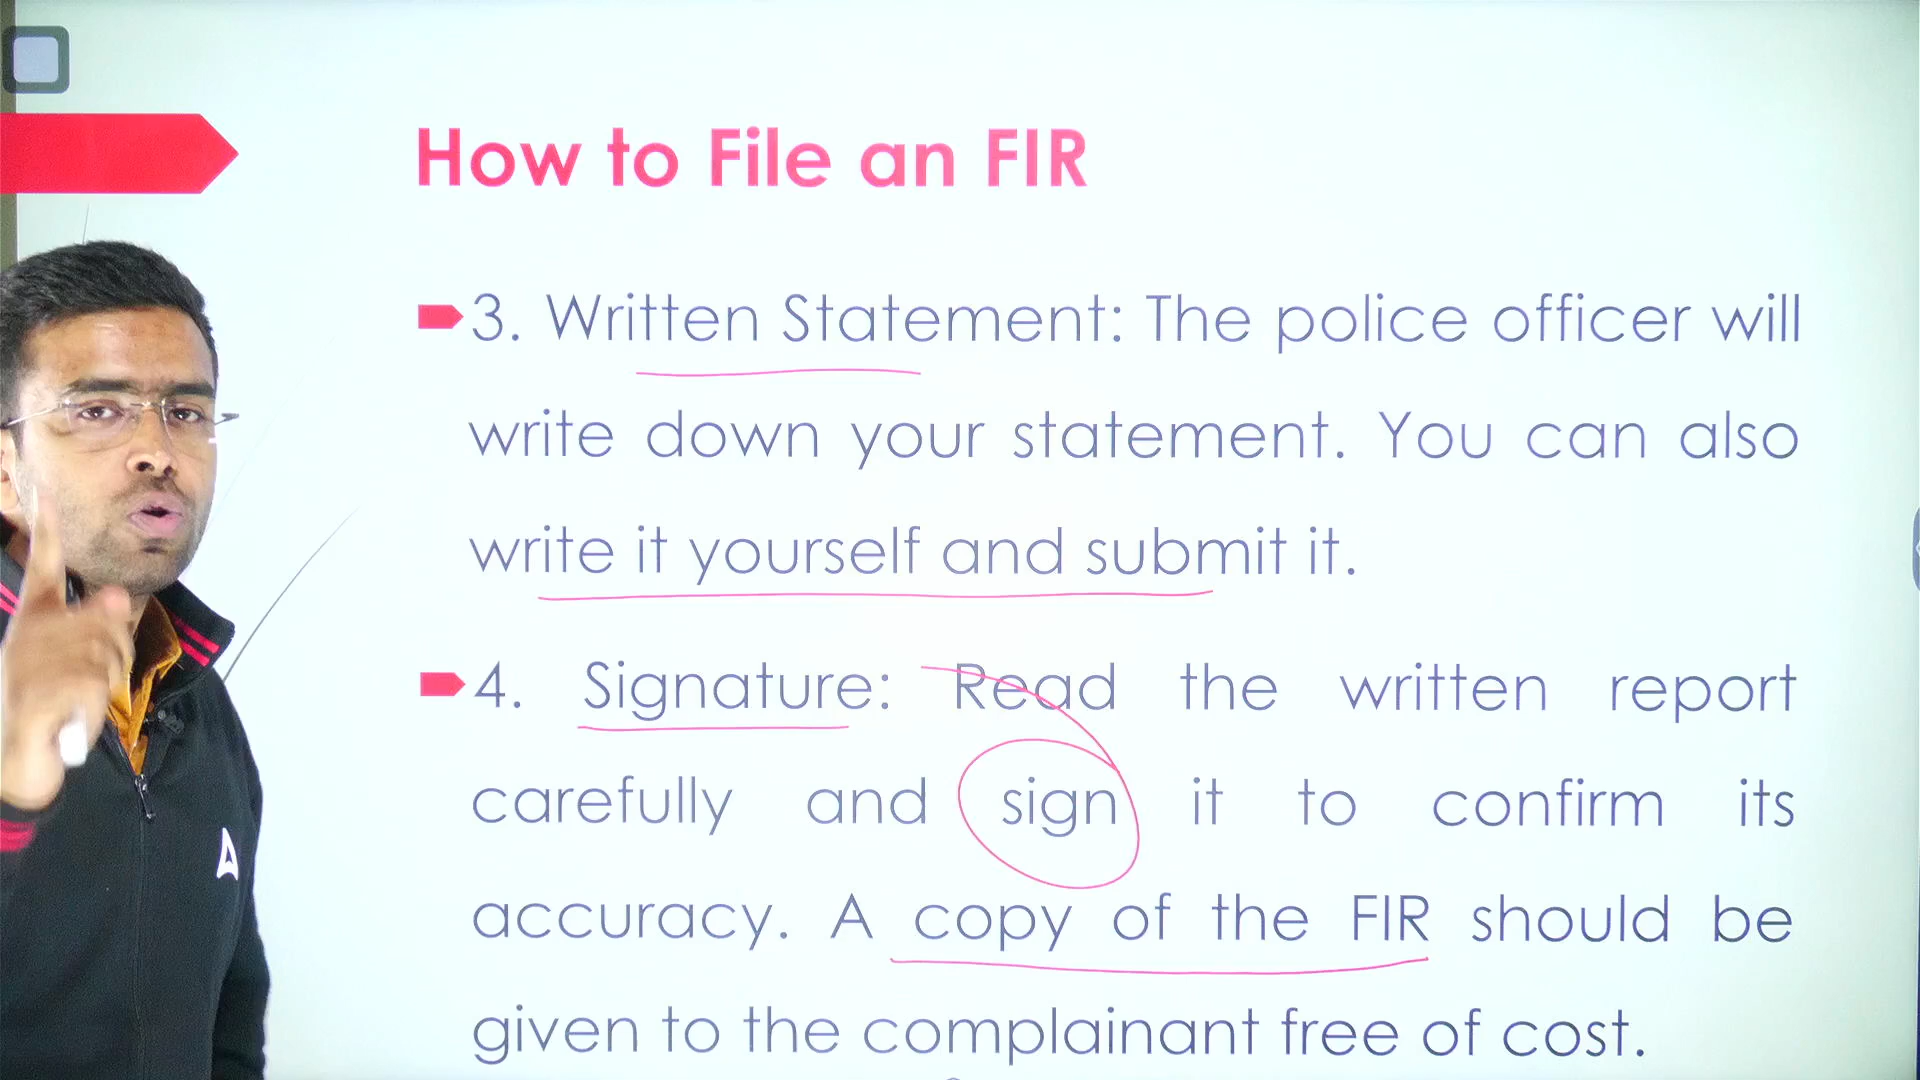 How to File an FIR
3. Written Statement: The police officer will
write down your statement. You can also
write it yourself and submit it.
4. Signature: Read the written report
carefully and sign it to confirm its
accuracy. A copy of the FIR should be
given to the complainant free of cost.